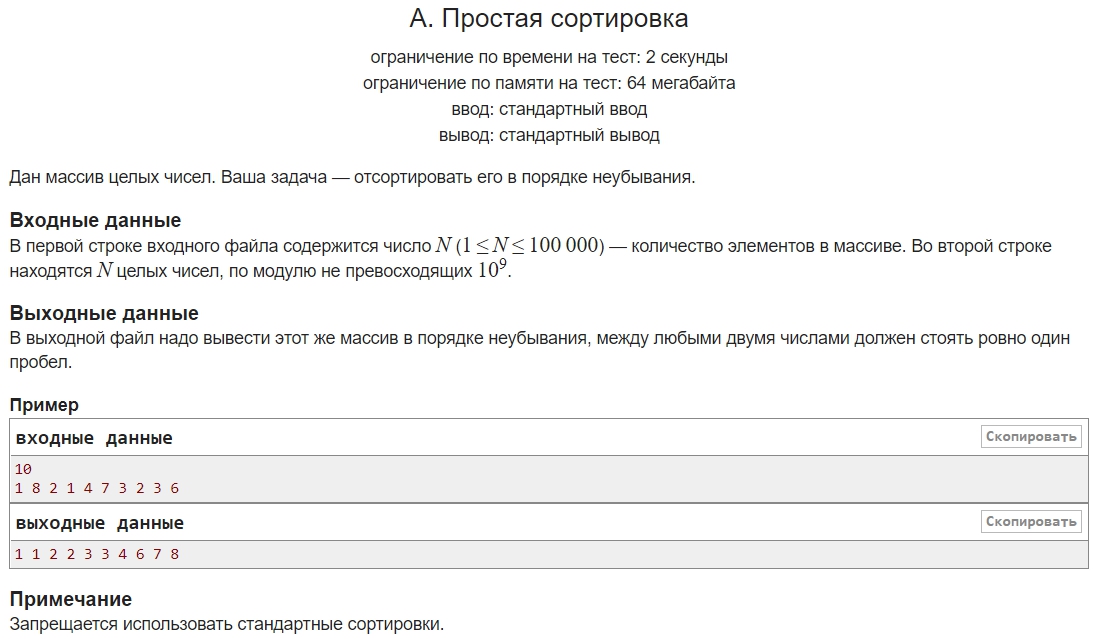 А. Простая сортировка
ограничение по времени на тест: 2 секунды
ограничение по памяти на тест: 64 мегабайта
ввод: стандартный ввод
вывод: стандартный вывод
Дан массив целых чисел. Ваша задача — отсортировать его в порядке неубывания.
Входные данные
В первой строке входного файла содержится число N (1 ≤ N ≤ 100 000) — количество элементов в массиве. Во второй строке
находятся N целых чисел, по модулю не превосходящих 10⁹.
Выходные данные
В выходной файл надо вывести этот же массив в порядке неубывания, между любыми двумя числами должен стоять ровно один
пробел.
Пример
входные данные
Скопировать
10
1 8 2 1 4 7 3 2 3 6
выходные данные
Скопировать
1 1 2 2 3 3 4 6 7 8
Примечание
Запрещается использовать стандартные сортировки.